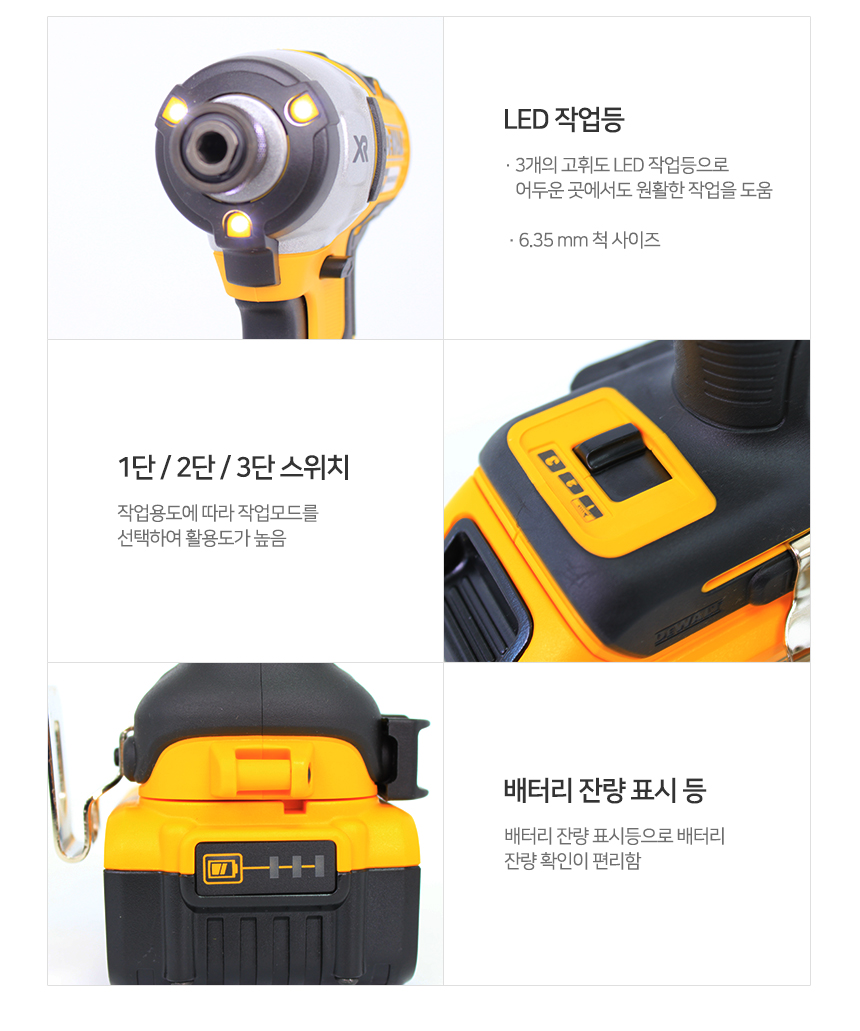 XR
LED 작업등
· 3개의 고휘도 LED 작업등으로
어두운 곳에서도 원활한 작업을 도움
· 6.35 mm 척 사이즈
1단 / 2단 / 3단 스위치
작업용도에 따라 작업모드를
선택하여 활용도가 높음
3
2
1
DEWALT
배터리 잔량 표시 등
배터리 잔량 표시등으로 배터리
잔량 확인이 편리함